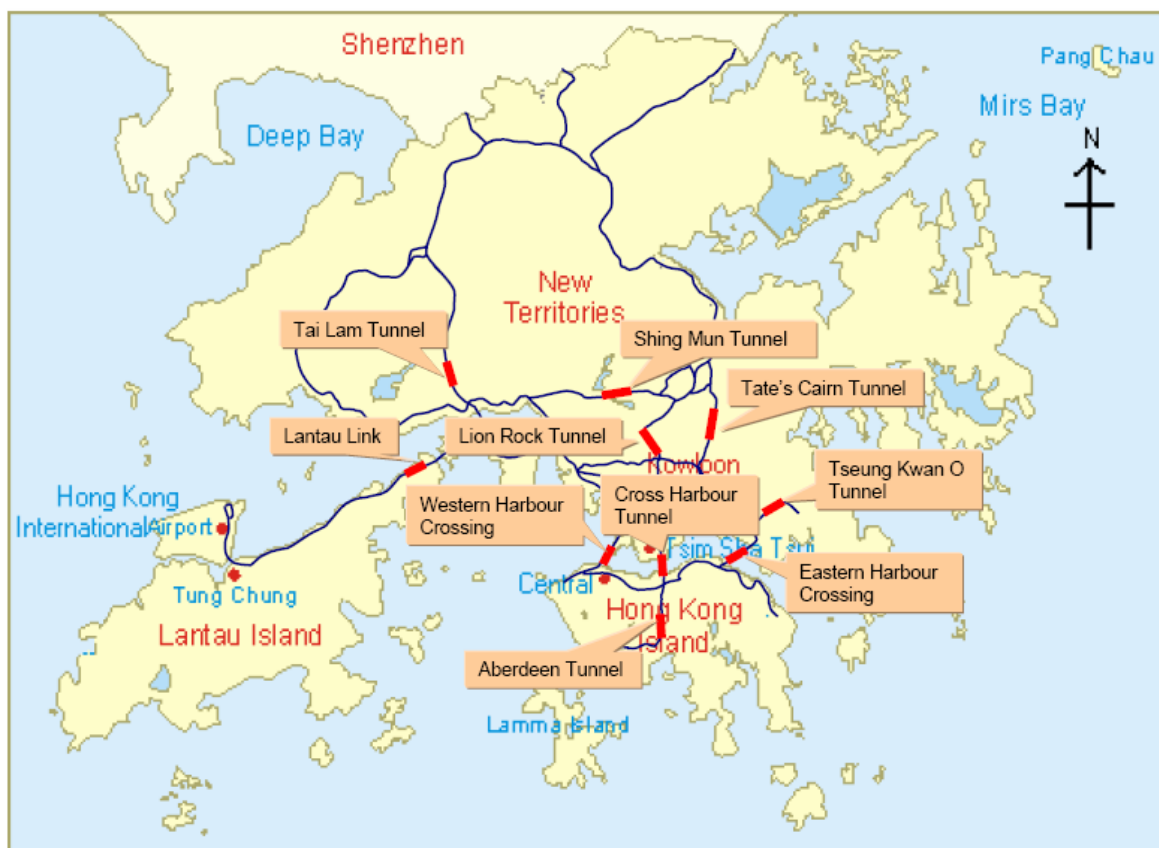 Shenzhen
Pang Chau
Mirs Bay
Deep Bay
N
New
Territories
Tai Lam Tunnel
Shing Mun Tunnel
Tate's Cairn Tunnel
Lantau Link
Lion Rock Tunnel
Kowloon
Tseung Kwan O
Tunnel
Hong Kong
International
Airport
Western Harbour
Crossing
Cross Harbour
Tunnel
Tsim Sha Tsui
Eastern Harbour
Crossing
Tung Chung
Central
Lantau Island
Hong Kong
Island
Aberdeen Tunnel
Lamma Island